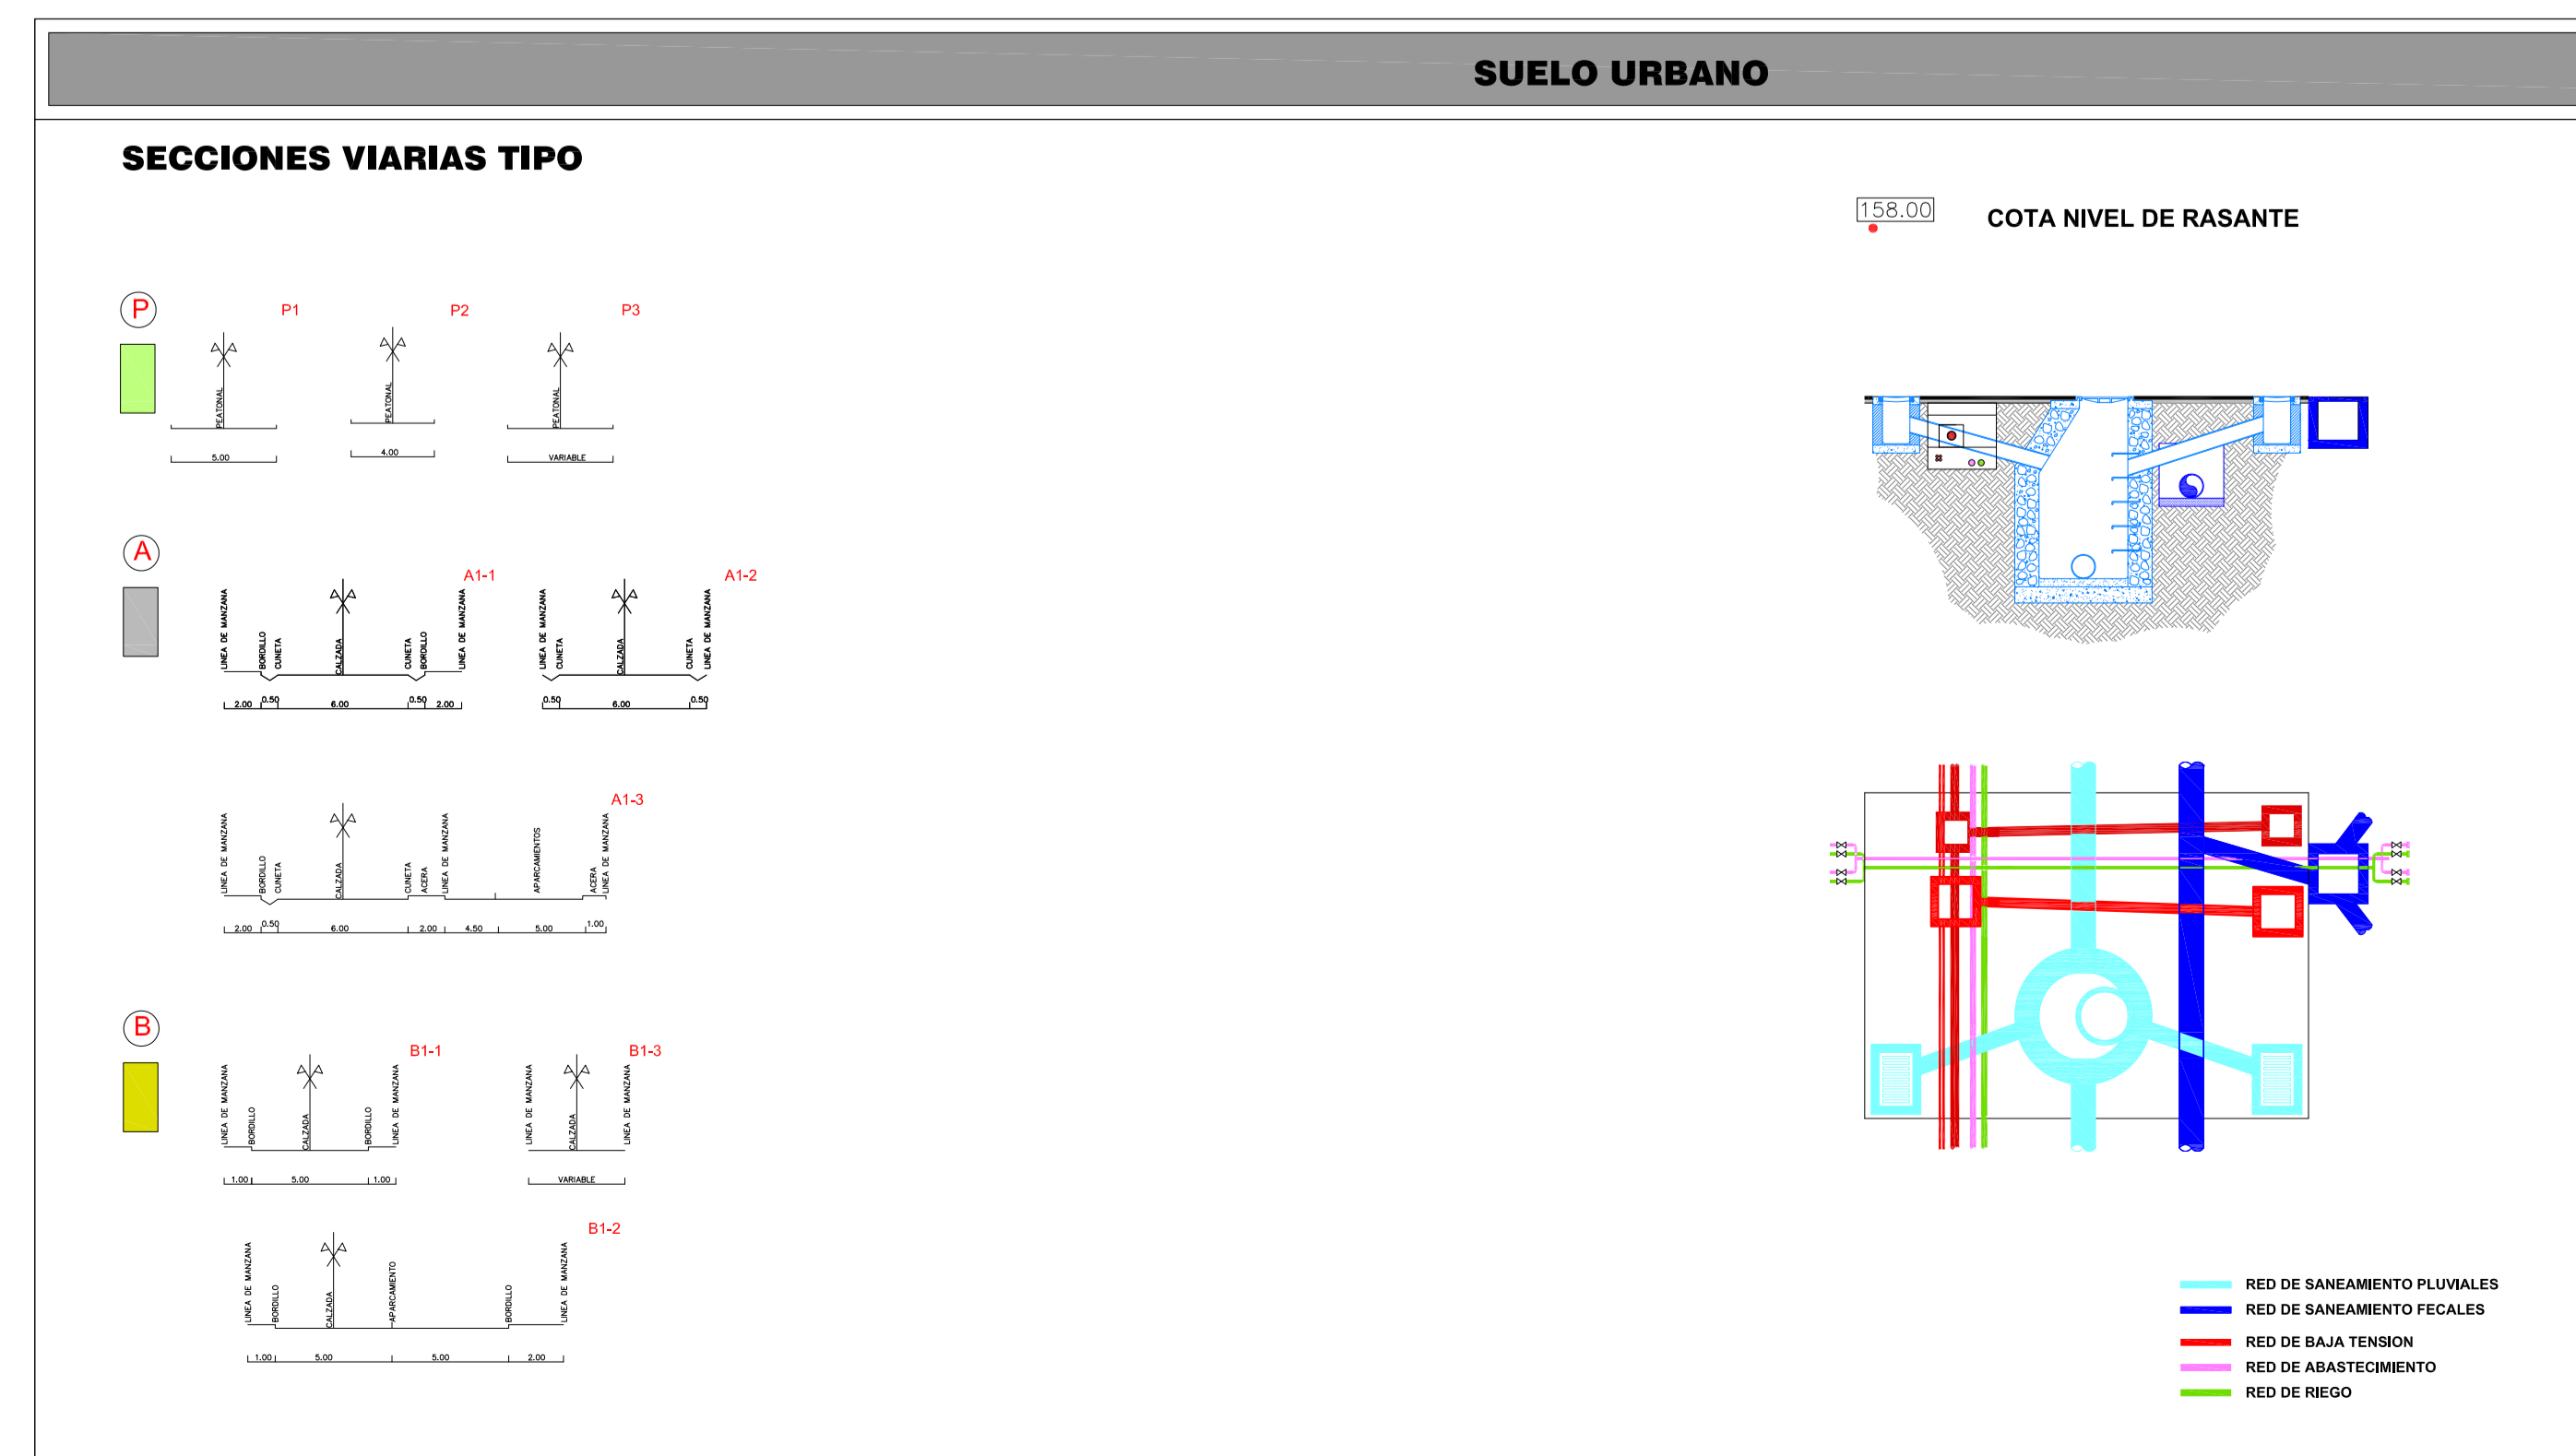 SUELO URBANO
SECCIONES VIARIAS TIPO
158.00
COTA NIVEL DE RASANTE
P
P1
P2
P3
PEATONAL
PEATONAL
PEATONAL
5.00
4.00
VARIABLE
A
A1-1
A1-2
LINEA DE MANZANA
BORDILLO
CUNETA
CALZADA
CUNETA
BORDILLO
LINEA DE MANZANA
LINEA DE MANZANA
CUNETA
CALZADA
CUNETA
LINEA DE MANZANA
2.00 0.50 6.00 0.50 2.00
0.50 6.00 0.50
A1-3
LINEA DE MANZANA
BORDILLO
CUNETA
CALZADA
CUNETA
ACERA
LINEA DE MANZANA
APARCAMIENTOS
ACERA
LINEA DE MANZANA
2.00 0.50 6.00 2.00 4.50 5.00 1.00
B
B1-1
B1-3
LINEA DE MANZANA
BORDILLO
CALZADA
BORDILLO
LINEA DE MANZANA
LINEA DE MANZANA
CALZADA
LINEA DE MANZANA
1.00 5.00 1.00
VARIABLE
B1-2
LINEA DE MANZANA
BORDILLO
CALZADA
APARCAMIENTO
BORDILLO
LINEA DE MANZANA
1.00 5.00 5.00 2.00
RED DE SANEAMIENTO PLUVIALES
RED DE SANEAMIENTO FECALES
RED DE BAJA TENSION
RED DE ABASTECIMIENTO
RED DE RIEGO